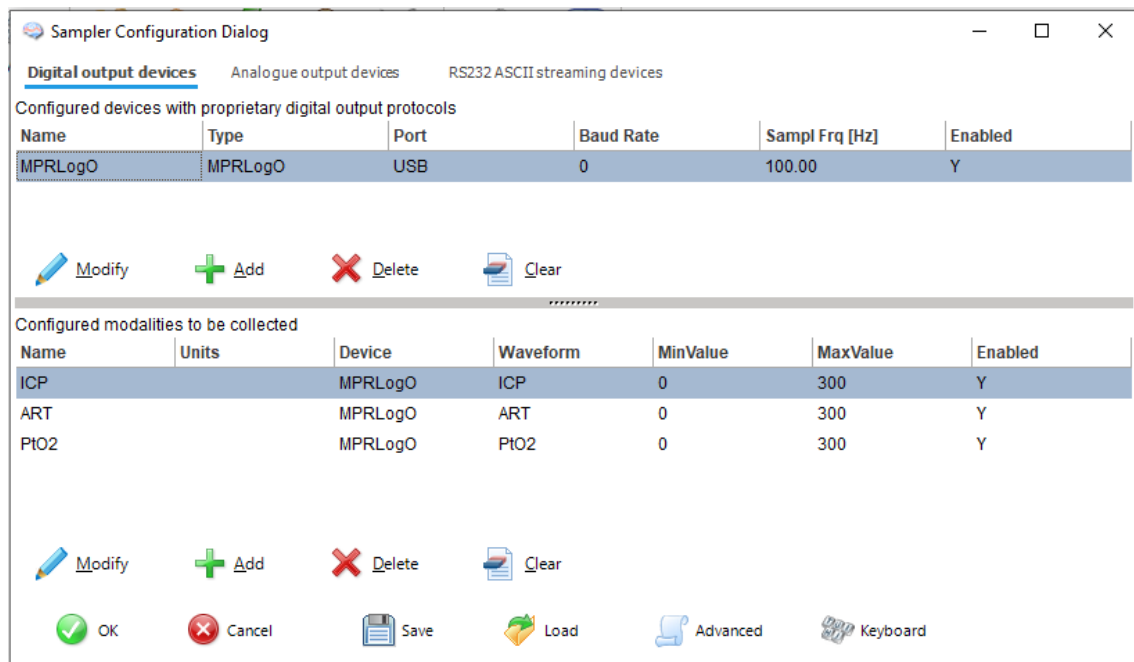 Sampler Configuration Dialog
Digital output devices Analogue output devices RS232 ASCII streaming devices
Configured devices with proprietary digital output protocols
Name Type Port Baud Rate Sampl Frq [Hz] Enabled
MPRLogO MPRLogO USB 0 100.00 Y
Modify Add Delete Clear
Configured modalities to be collected
Name Units Device Waveform MinValue MaxValue Enabled
ICP MPRLogO ICP 0 300 Y
ART MPRLogO ART 0 300 Y
PtO2 MPRLogO PtO2 0 300 Y
Modify Add Delete Clear
OK Cancel Save Load Advanced Keyboard